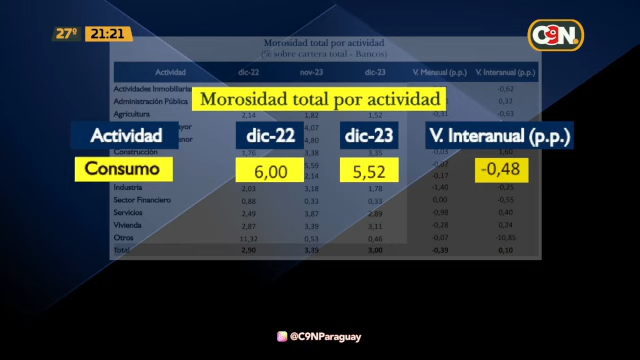 27º 21:21
C9N.
Morosidad total por actividad
(% sobre cartera total - Bancos)
Actividad dic-22 nov-23 dic-23 V. Mensual (p.p.) V. Interanual (p.p.)
Actividades Inmobiliaria -0,62
Administración Pública 0,33
Morosidad total por actividad
Agricultura 2,14 1,82 -0,31 -0,63
Actividad dic-22 dic-23 V. Interanual (p.p.)
Consumo 6,00 5,52 -0,48
Industria 2,03 3,18 1,78 -1,40 -0,25
Sector Financiero 0,88 0,33 0,33 0,00 -0,55
Servicios 2,49 3,87 2,89 -0,98 0,40
Vivienda 2,87 3,39 3,11 -0,28 0,24
Otros 11,32 0,53 0,46 -0,07 -10,85
Total 2,90 3,39 3,00 -0,39 0,10
@C9NParaguay